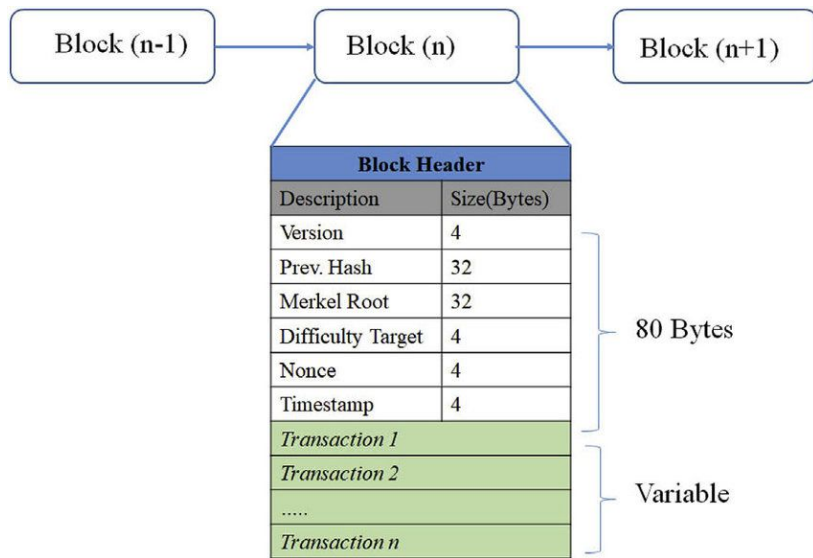 Block (n-1)
Block (n)
Block (n+1)
Block Header
Description Size(Bytes)
Version 4
Prev. Hash 32
Merkel Root 32
Difficulty Target 4
Nonce 4
Timestamp 4
80 Bytes
Transaction 1
Transaction 2
.....
Transaction n
Variable